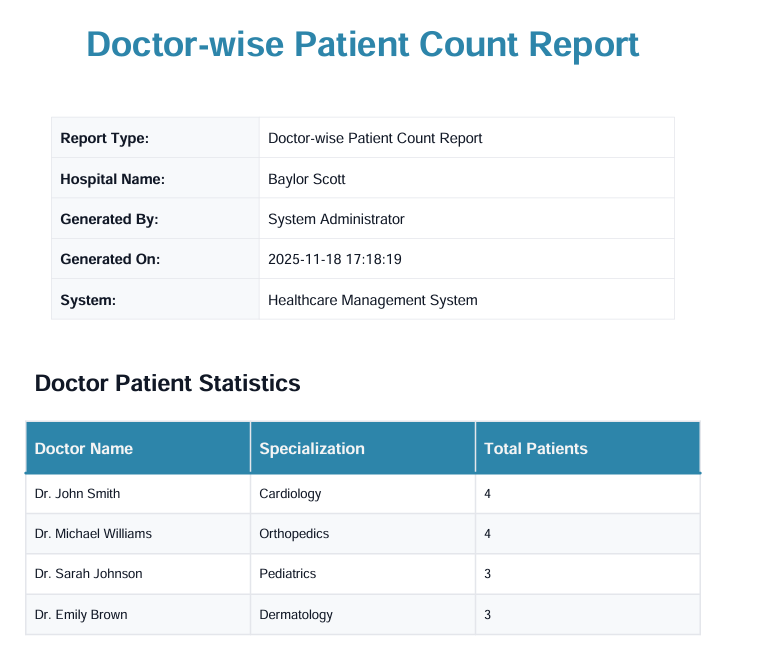 Doctor-wise Patient Count Report
Report Type: Doctor-wise Patient Count Report
Hospital Name: Baylor Scott
Generated By: System Administrator
Generated On: 2025-11-18 17:18:19
System: Healthcare Management System
Doctor Patient Statistics
Doctor Name Specialization Total Patients
Dr. John Smith Cardiology 4
Dr. Michael Williams Orthopedics 4
Dr. Sarah Johnson Pediatrics 3
Dr. Emily Brown Dermatology 3